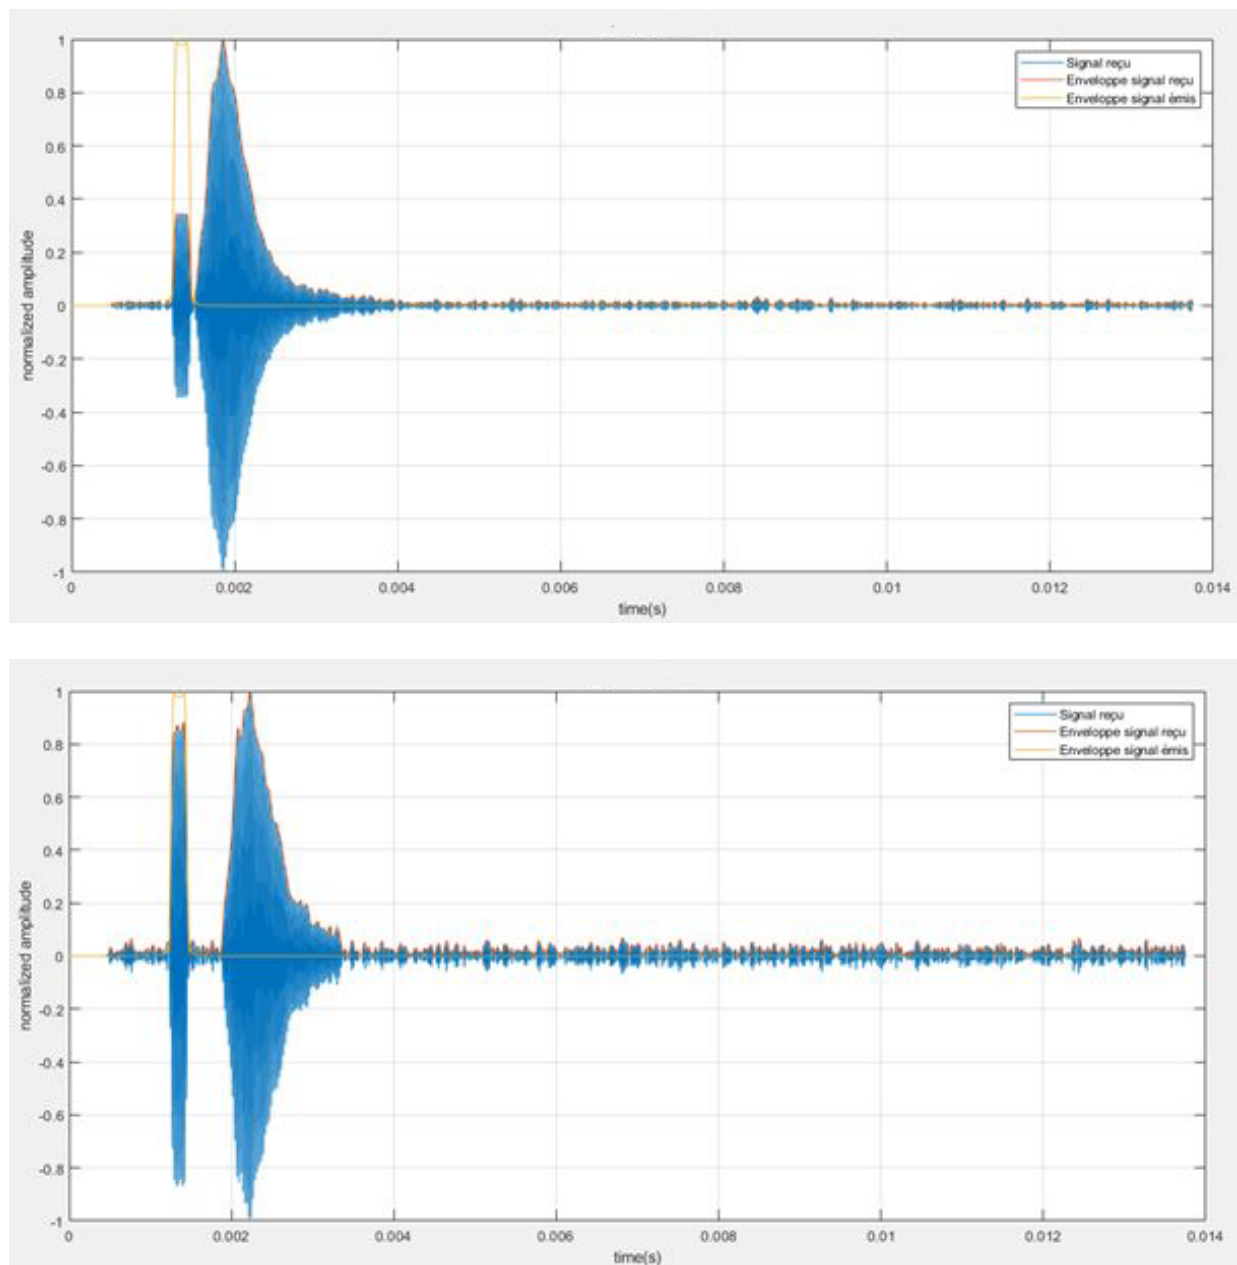 1
0.8
0.6
0.4
0.2
0
-0.2
-0.4
-0.6
-0.8
-1
normalized amplitude
0 0.002 0.004 0.006 0.008 0.01 0.012 0.014
time(s)
Signal reçu
Enveloppe signal reçu
Enveloppe signal émis
1
0.8
0.6
0.4
0.2
0
-0.2
-0.4
-0.6
-0.8
-1
normalized amplitude
0 0.002 0.004 0.006 0.008 0.01 0.012 0.014
time(s)
Signal reçu
Enveloppe signal reçu
Enveloppe signal émis